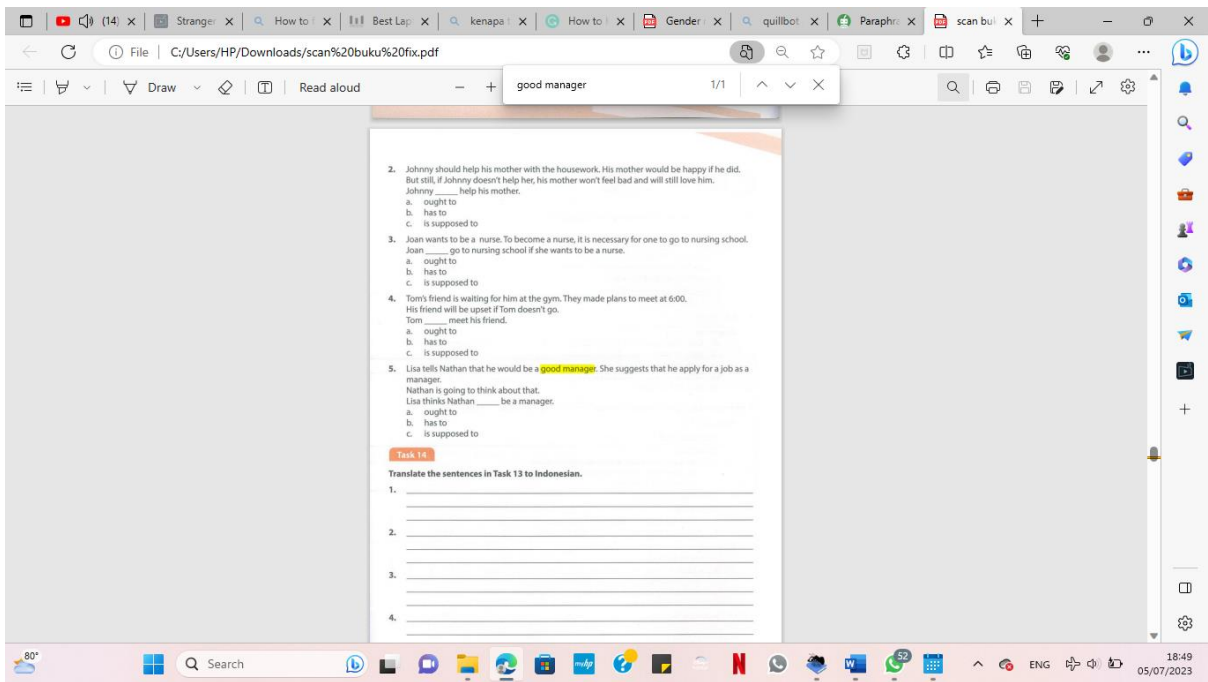 (14)
Stranger
How to
Best Lap
kenapa
How to
Gender
quillbot
Paraphra
scan buk
File | C:/Users/HP/Downloads/scan%20buku%20fix.pdf
Draw
Read aloud
good manager
1/1
2. Johnny should help his mother with the housework. His mother would be happy if he did.
But still, if Johnny doesn't help her, his mother won't feel bad and will still love him.
Johnny _____ help his mother.
a. ought to
b. has to
c. is supposed to
3. Joan wants to be a nurse. To become a nurse, it is necessary for one to go to nursing school.
Joan _____ go to nursing school if she wants to be a nurse.
a. ought to
b. has to
c. is supposed to
4. Tom's friend is waiting for him at the gym. They made plans to meet at 6:00.
His friend will be upset if Tom doesn't go.
Tom _____ meet his friend.
a. ought to
b. has to
c. is supposed to
5. Lisa tells Nathan that he would be a good manager. She suggests that he apply for a job as a
manager.
Nathan is going to think about that.
Lisa thinks Nathan _____ be a manager.
a. ought to
b. has to
c. is supposed to
Task 14
Translate the sentences in Task 13 to Indonesian.
1.
2.
3.
4.
80°
Search
myhp
52
ENG
18:49
05/07/2023